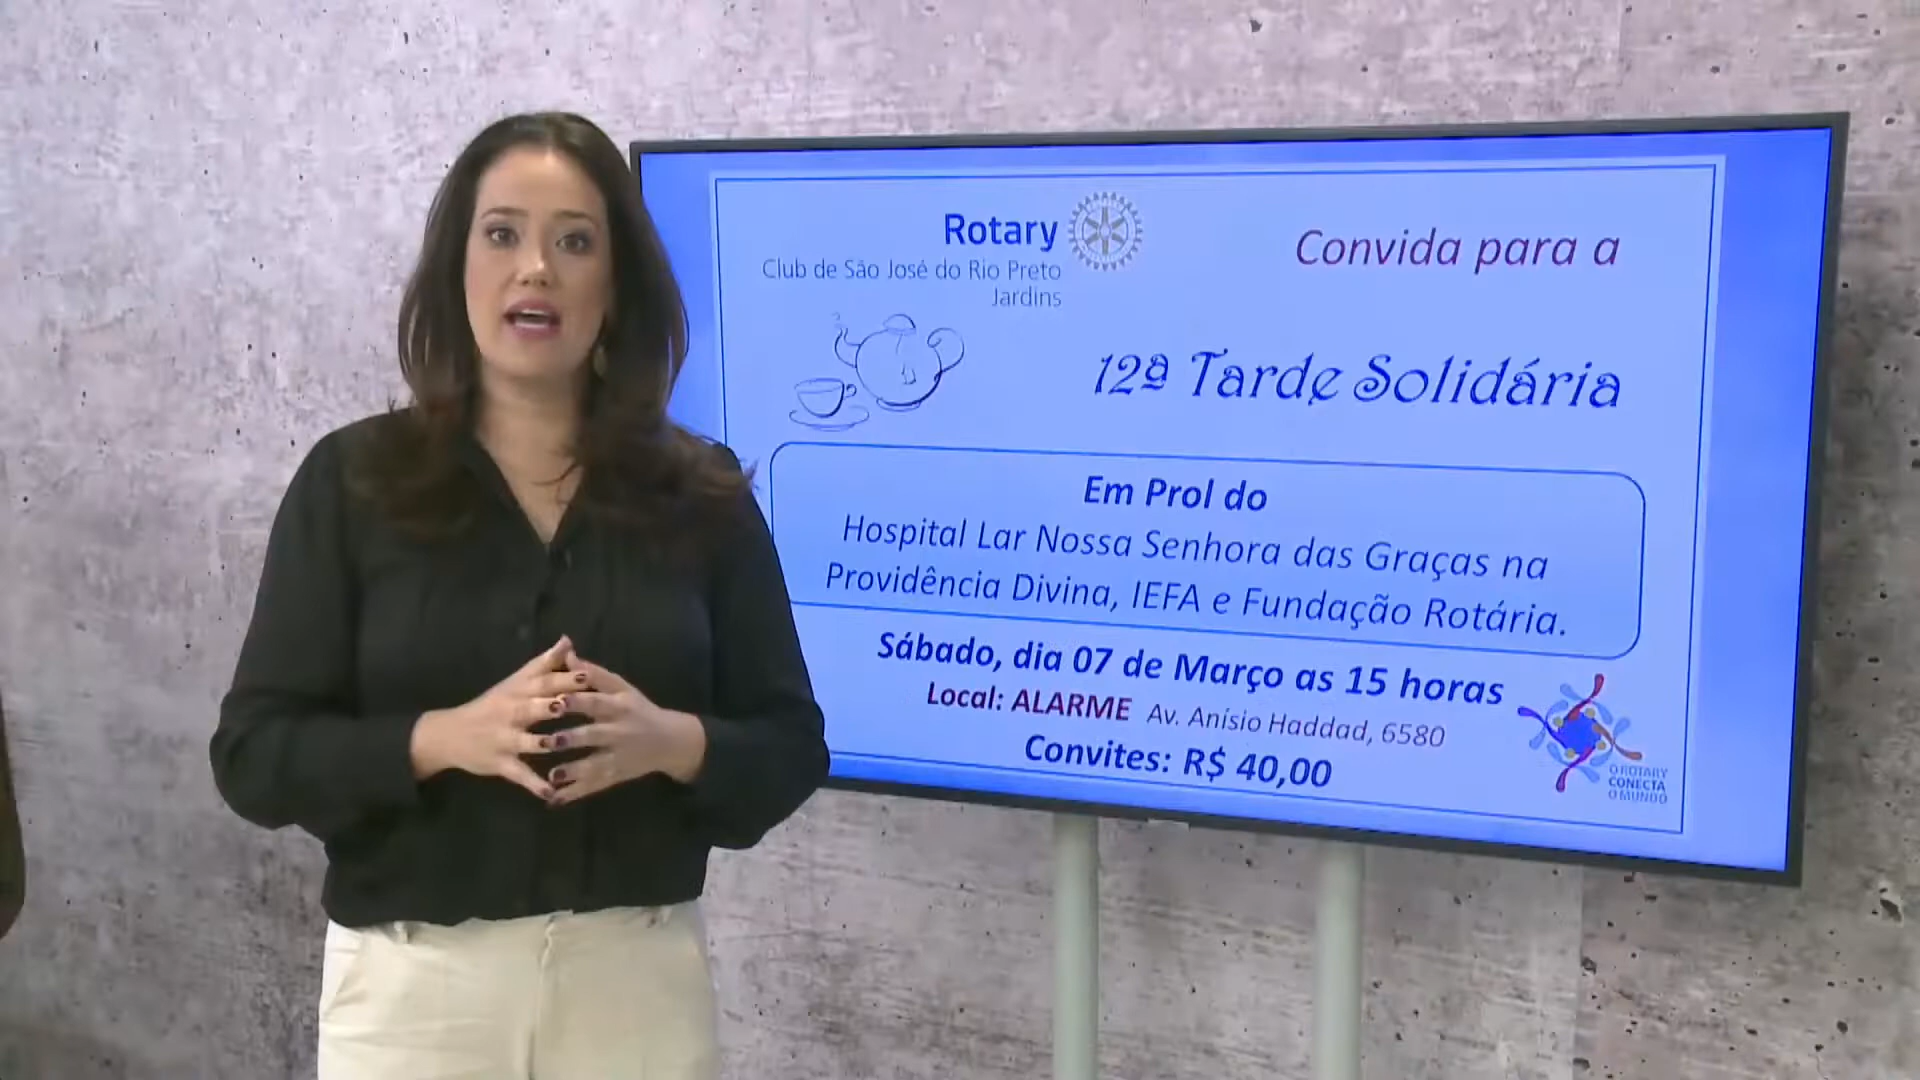 Rotary
Club de São José do Rio Preto
Jardins
Convida para a
12ª Tarde Solidária
Em Prol do
Hospital Lar Nossa Senhora das Graças na
Providência Divina, IEFA e Fundação Rotária.
Sábado, dia 07 de Março as 15 horas
Local: ALARME Av. Anísio Haddad, 6580
Convites: R$ 40,00
O ROTARY
CONECTA
O MUNDO